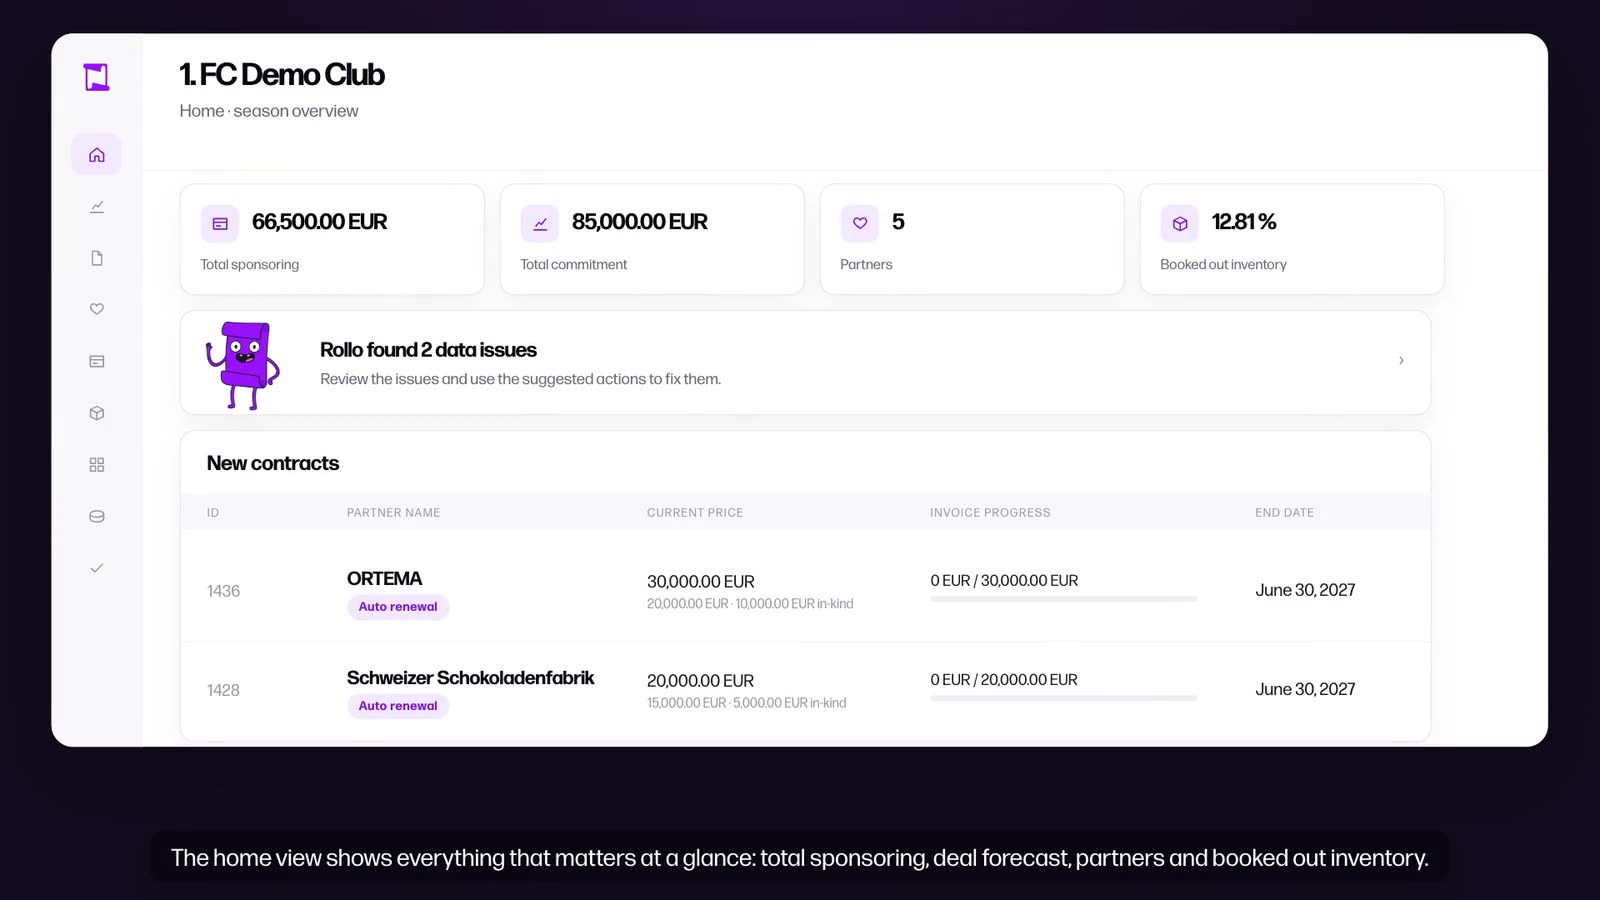 1. FC Demo Club
Home · season overview
66,500.00 EUR
Total sponsoring
85,000.00 EUR
Total commitment
5
Partners
12.81 %
Booked out inventory
Rollo found 2 data issues
Review the issues and use the suggested actions to fix them.
New contracts
ID PARTNER NAME CURRENT PRICE INVOICE PROGRESS END DATE
1436 ORTEMA 30,000.00 EUR 0 EUR / 30,000.00 EUR June 30, 2027
Auto renewal 20,000.00 EUR · 10,000.00 EUR in-kind
1428 Schweizer Schokoladenfabrik 20,000.00 EUR 0 EUR / 20,000.00 EUR June 30, 2027
Auto renewal 15,000.00 EUR · 5,000.00 EUR in-kind
The home view shows everything that matters at a glance: total sponsoring, deal forecast, partners and booked out inventory.